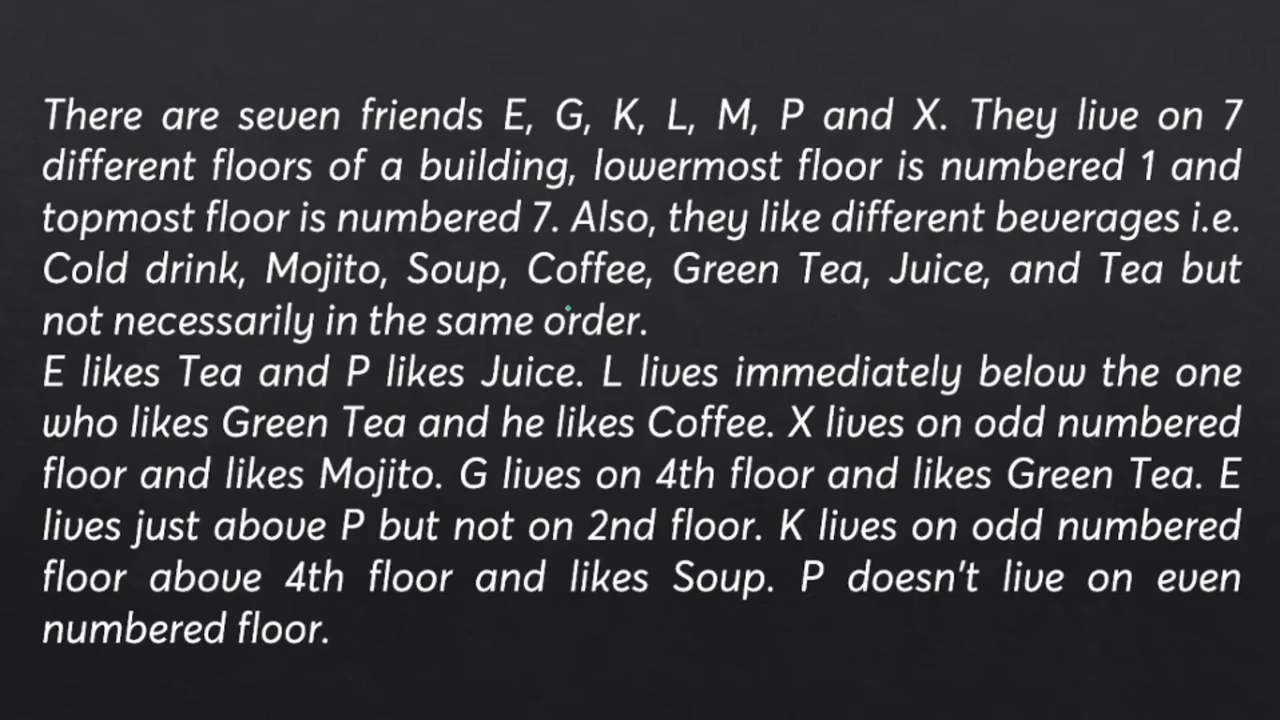 There are seven friends E, G, K, L, M, P and X. They live on 7
different floors of a building, lowermost floor is numbered 1 and
topmost floor is numbered 7. Also, they like different beverages i.e.
Cold drink, Mojito, Soup, Coffee, Green Tea, Juice, and Tea but
not necessarily in the same order.
E likes Tea and P likes Juice. L lives immediately below the one
who likes Green Tea and he likes Coffee. X lives on odd numbered
floor and likes Mojito. G lives on 4th floor and likes Green Tea. E
lives just above P but not on 2nd floor. K lives on odd numbered
floor above 4th floor and likes Soup. P doesn't live on even
numbered floor.